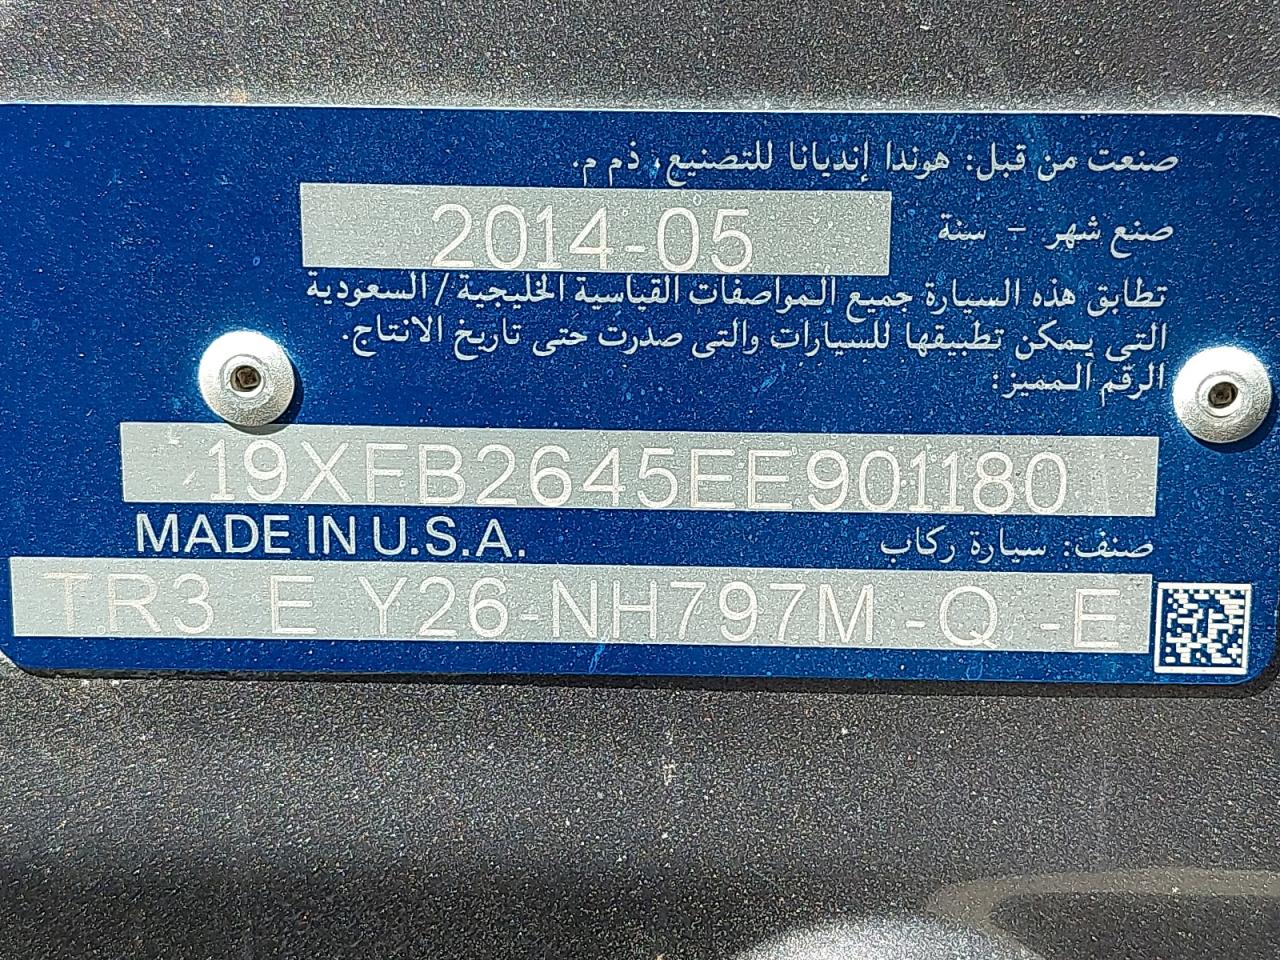 صنعت من قبل: هوندا إنديانا للتصنيع، ذم م.
صنع شهر - سنة 2014-05
تطابق هذه السيارة جميع المواصفات القياسية الخليجية/السعودية
التي يمكن تطبيقها للسيارات والتي صدرت حتى تاريخ الانتاج.
الرقم المميز:
19XFB2645EE901180
MADE IN U.S.A. صنف: سيارة ركاب
TR3 E Y26-NH797M -Q -E